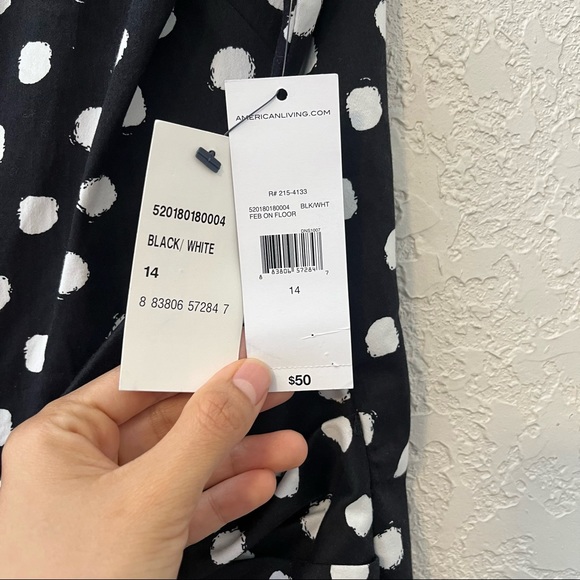 520180180004
BLACK/ WHITE
14
8 83806 57284 7
AMERICANLIVING.COM
R# 215-4133
520180180004 BLK/WHT
FEB ON FLOOR
DNS1007
8 83806 57284 7
14
$50